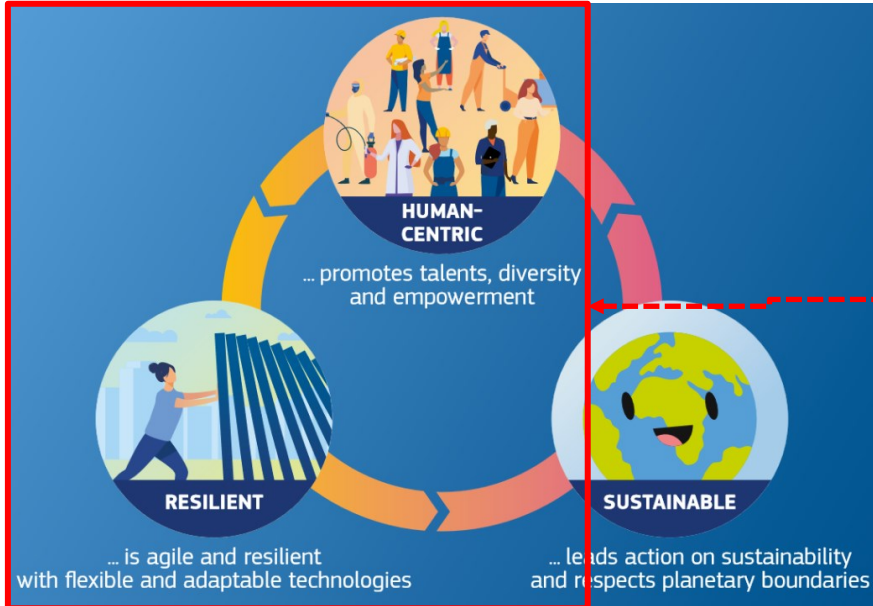 HUMAN-
CENTRIC
... promotes talents, diversity
and empowerment
RESILIENT
... is agile and resilient
with flexible and adaptable technologies
SUSTAINABLE
... leads action on sustainability
and respects planetary boundaries